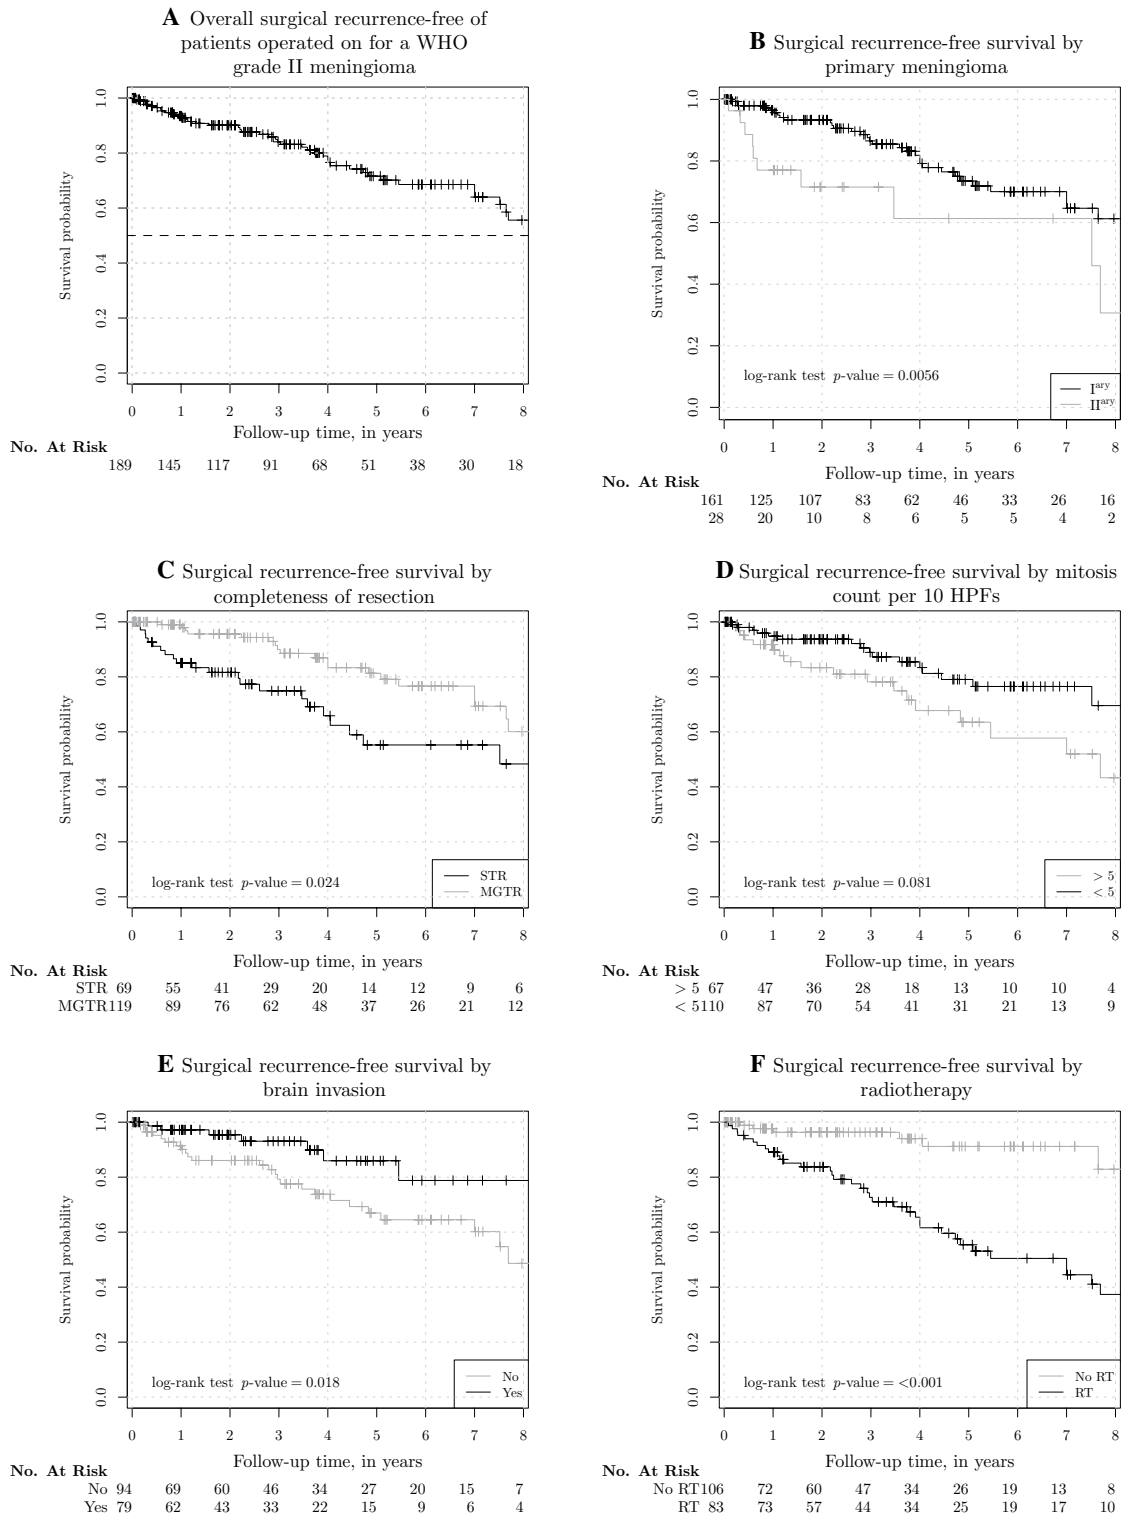 A Overall surgical recurrence-free of
patients operated on for a WHO
grade II meningioma
Survival probability
1.0
0.8
0.6
0.4
0.2
0.0
0 1 2 3 4 5 6 7 8
Follow-up time, in years
No. At Risk
189 145 117 91 68 51 38 30 18
B Surgical recurrence-free survival by
primary meningioma
Survival probability
1.0
0.8
0.6
0.4
0.2
0.0
log-rank test p-value = 0.0056
I^ary
II^ary
0 1 2 3 4 5 6 7 8
Follow-up time, in years
No. At Risk
161 125 107 83 62 46 33 26 16
28 20 10 8 6 5 5 4 2
C Surgical recurrence-free survival by
completeness of resection
Survival probability
1.0
0.8
0.6
0.4
0.2
0.0
log-rank test p-value = 0.024
STR
MGTR
0 1 2 3 4 5 6 7 8
Follow-up time, in years
No. At Risk
STR 69 55 41 29 20 14 12 9 6
MGTR119 89 76 62 48 37 26 21 12
D Surgical recurrence-free survival by mitosis
count per 10 HPFs
Survival probability
1.0
0.8
0.6
0.4
0.2
0.0
log-rank test p-value = 0.081
> 5
< 5
0 1 2 3 4 5 6 7 8
Follow-up time, in years
No. At Risk
> 5 67 47 36 28 18 13 10 10 4
< 5110 87 70 54 41 31 21 13 9
E Surgical recurrence-free survival by
brain invasion
Survival probability
1.0
0.8
0.6
0.4
0.2
0.0
log-rank test p-value = 0.018
No
Yes
0 1 2 3 4 5 6 7 8
Follow-up time, in years
No. At Risk
No 94 69 60 46 34 27 20 15 7
Yes 79 62 43 33 22 15 9 6 4
F Surgical recurrence-free survival by
radiotherapy
Survival probability
1.0
0.8
0.6
0.4
0.2
0.0
log-rank test p-value = <0.001
No RT
RT
0 1 2 3 4 5 6 7 8
Follow-up time, in years
No. At Risk
No RT106 72 60 47 34 26 19 13 8
RT 83 73 57 44 34 25 19 17 10